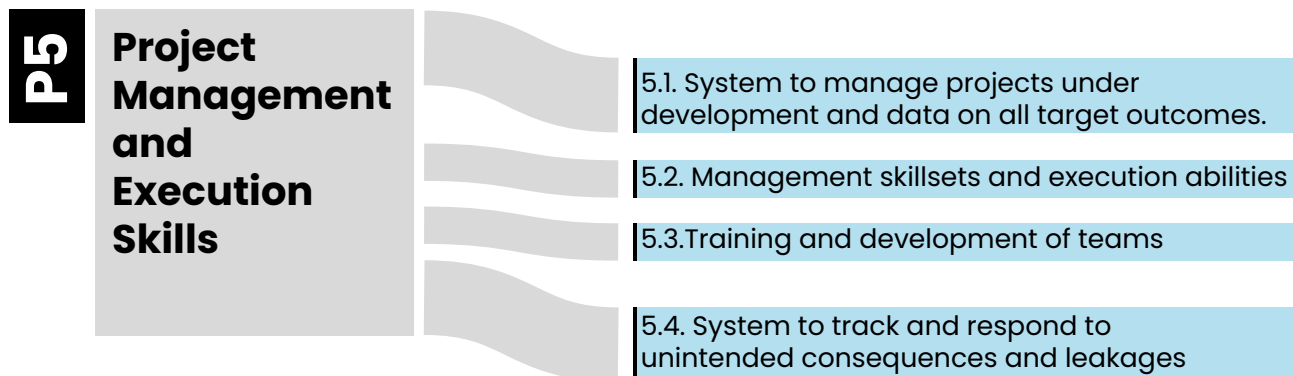 P5
Project
Management
and
Execution
Skills
5.1. System to manage projects under
development and data on all target outcomes.
5.2. Management skillsets and execution abilities
5.3.Training and development of teams
5.4. System to track and respond to
unintended consequences and leakages